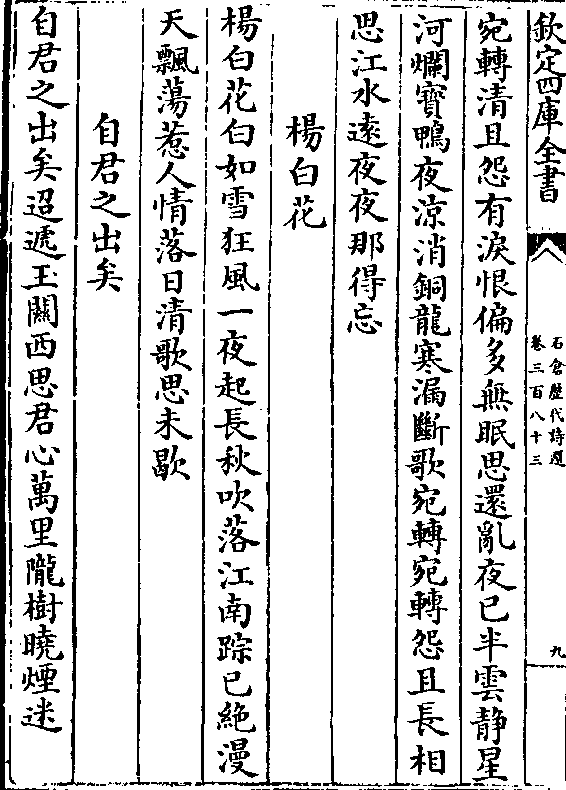 欽定四庫全書
石倉歷代詩選
卷三百八十三
九
宛轉清且怨有淚恨偏多無眠思還亂夜已半雲静星
河爛寶鴨夜涼消銅龍寒漏斷歌宛轉宛轉怨且長相
思江水遠夜夜那得忘
楊白花
楊白花白如雪狂風一夜起長秋吹落江南踪已絶漫
天飄蕩惹人情落日清歌思未歇
自君之出矣
自君之出矣迢遞玉關西思君心萬里隴樹曉煙迷